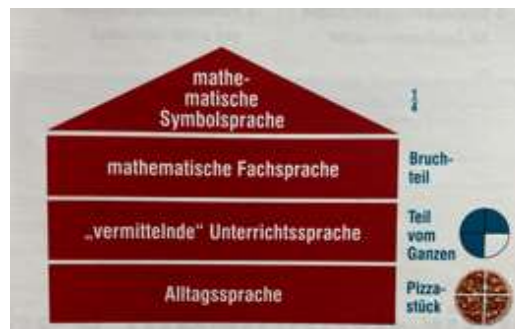 mathe-
matische
Symbolsprache
1
4
mathematische Fachsprache
Bruch-
teil
„vermittelnde“ Unterrichtssprache
Teil
vom
Ganzen
Alltagssprache
Pizza-
stück